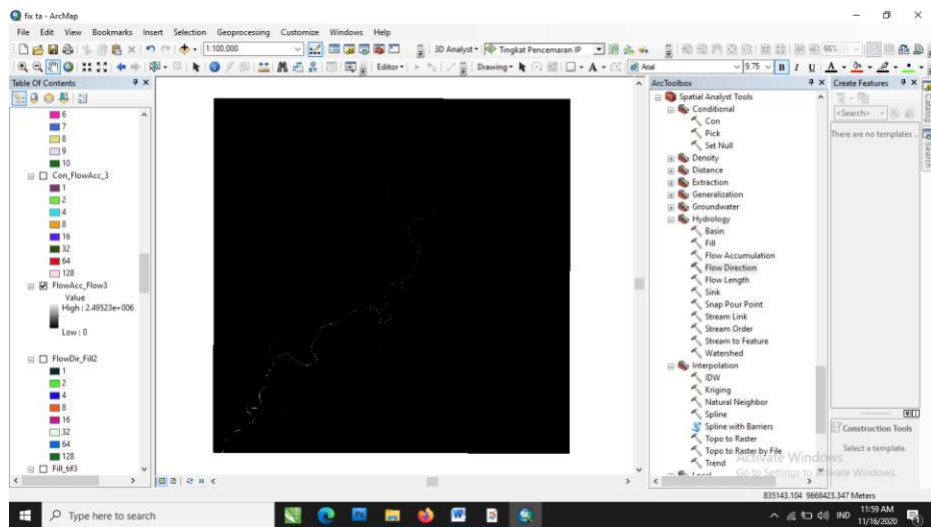 fix ta - ArcMap
File Edit View Bookmarks Insert Selection Geoprocessing Customize Windows Help
1:100,000
3D Analyst
Tingkat Pencemaran IP
66%
Editor
Drawing
A
Arial
9.75
B I U A
Table Of Contents
6
7
8
9
10
Con_FlowAcc_3
1
2
4
8
16
32
64
128
FlowAcc_Flow3
Value
High : 2.49523e+006
Low : 0
FlowDir_Fill2
1
2
4
8
16
32
64
128
Fill_tif3
ArcToolbox
Spatial Analyst Tools
Conditional
Con
Pick
Set Null
Density
Distance
Extraction
Generalization
Groundwater
Hydrology
Basin
Fill
Flow Accumulation
Flow Direction
Flow Length
Sink
Snap Pour Point
Stream Link
Stream Order
Stream to Feature
Watershed
Interpolation
IDW
Kriging
Natural Neighbor
Spline
Spline with Barriers
Topo to Raster
Topo to Raster by File
Trend
Create Features
<Search>
There are no templates ..
Construction Tools
Select a template.
Catalog
Search
Activate Windows
Go to Settings to activate Windows.
835143.104 9668423.347 Meters
Type here to search
IND
11:59 AM
11/16/2020